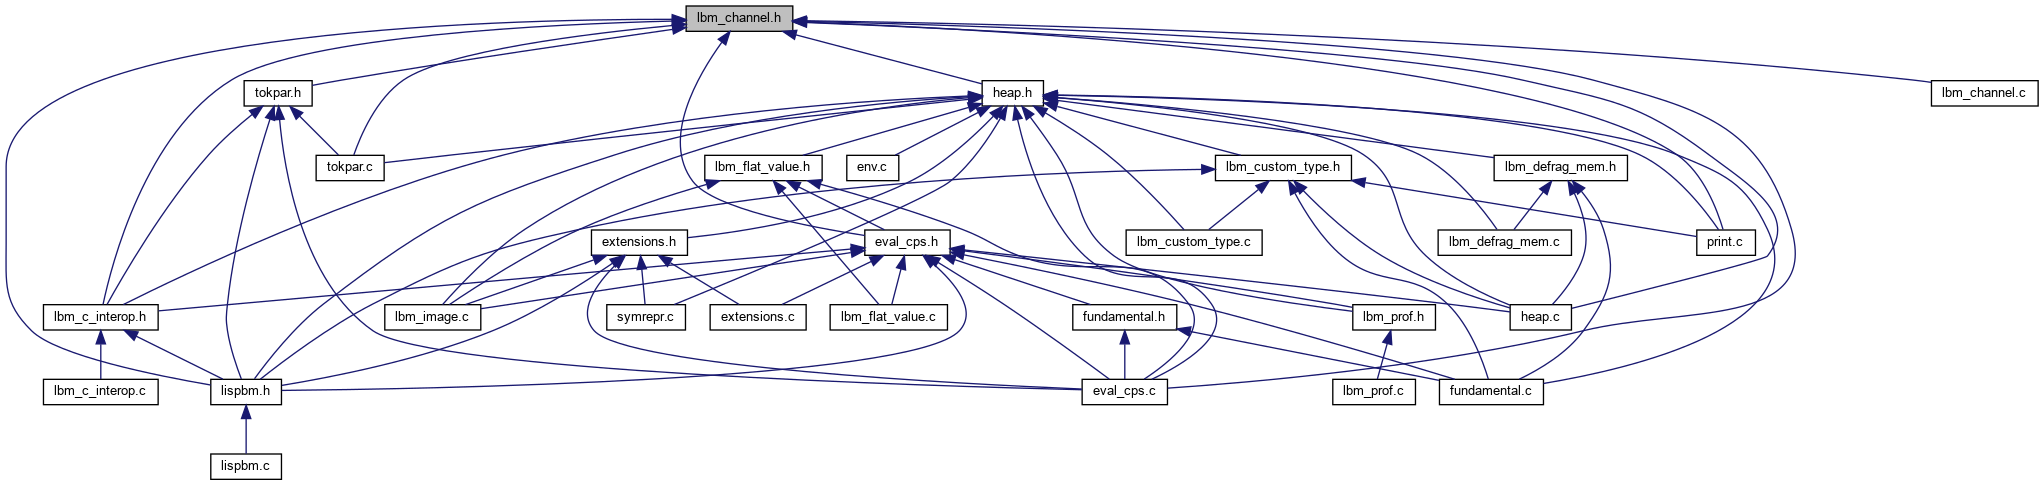 lbm_channel.h
tokpar.h
heap.h
lbm_channel.c
tokpar.c
lbm_flat_value.h
env.c
lbm_custom_type.h
lbm_defrag_mem.h
extensions.h
eval_cps.h
lbm_custom_type.c
lbm_defrag_mem.c
print.c
lbm_c_interop.h
lbm_image.c
symrepr.c
extensions.c
lbm_flat_value.c
fundamental.h
lbm_prof.h
heap.c
lbm_c_interop.c
lispbm.h
eval_cps.c
lbm_prof.c
fundamental.c
lispbm.c